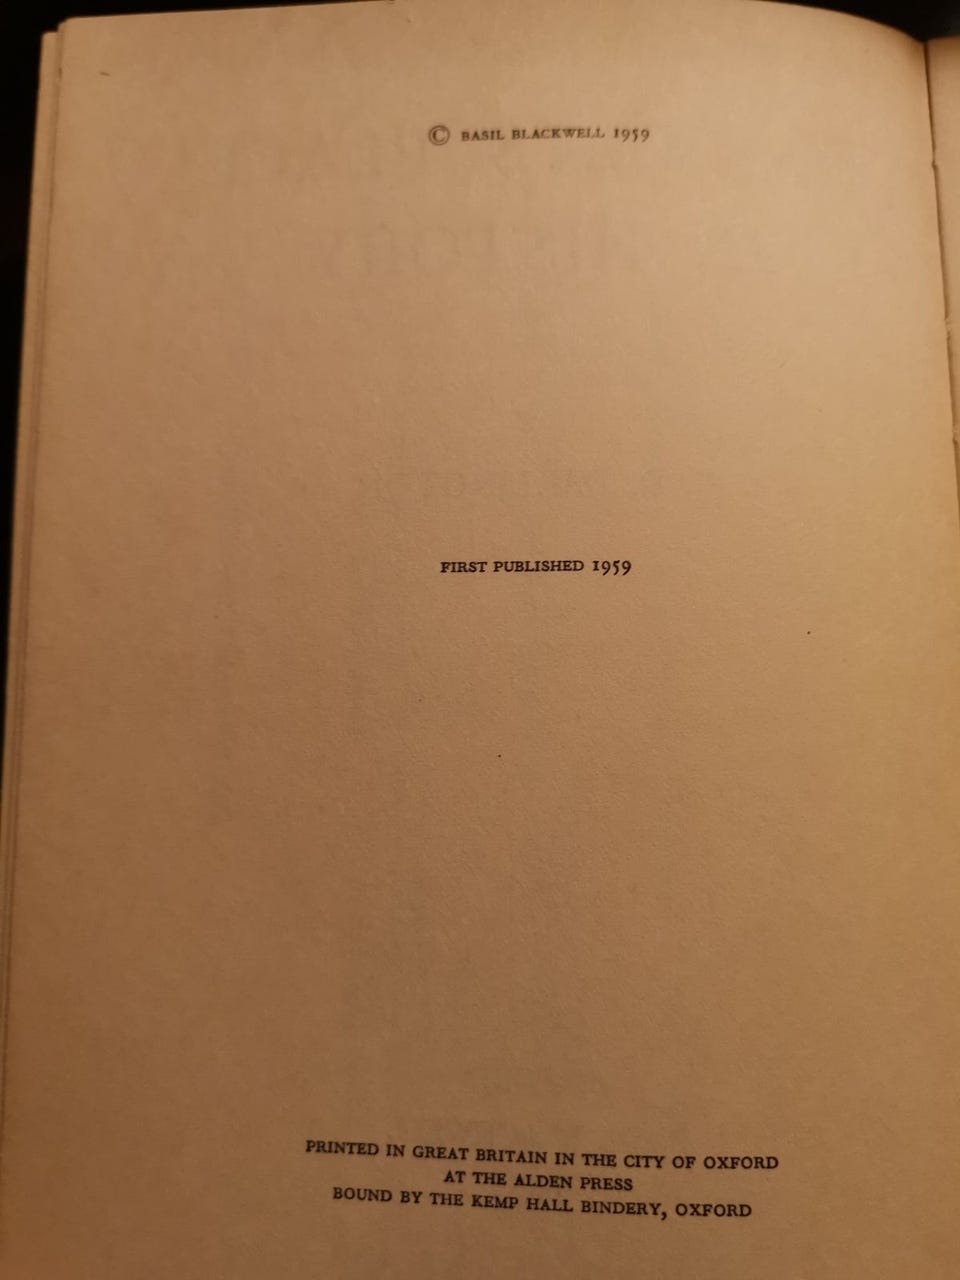 © BASIL BLACKWELL 1959
FIRST PUBLISHED 1959
PRINTED IN GREAT BRITAIN IN THE CITY OF OXFORD
AT THE ALDEN PRESS
BOUND BY THE KEMP HALL BINDERY, OXFORD